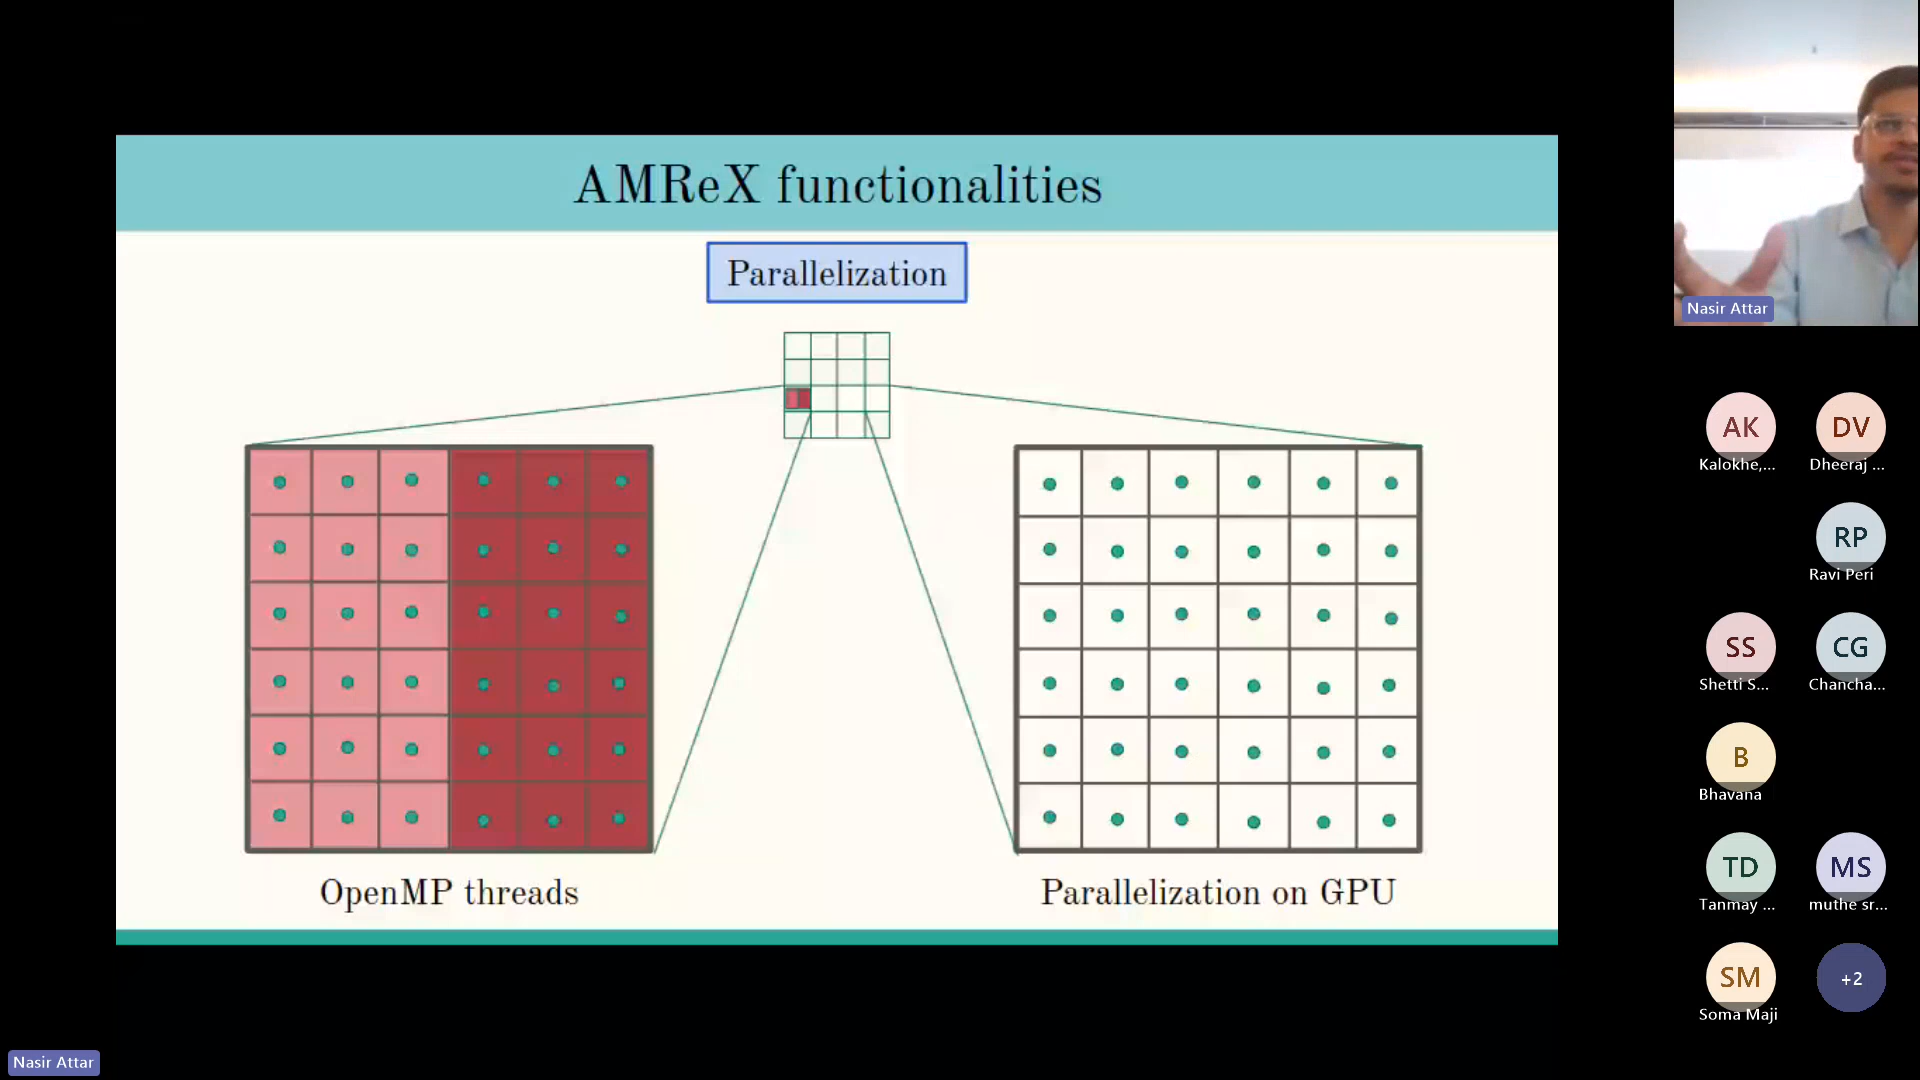 AMReX functionalities
Parallelization
OpenMP threads
Parallelization on GPU
Nasir Attar
AK
Kalokhe,...
DV
Dheeraj ...
RP
Ravi Peri
SS
Shetti S...
CG
Chancha...
B
Bhavana
TD
Tanmay ...
MS
muthe sr...
SM
Soma Maji
+2
Nasir Attar